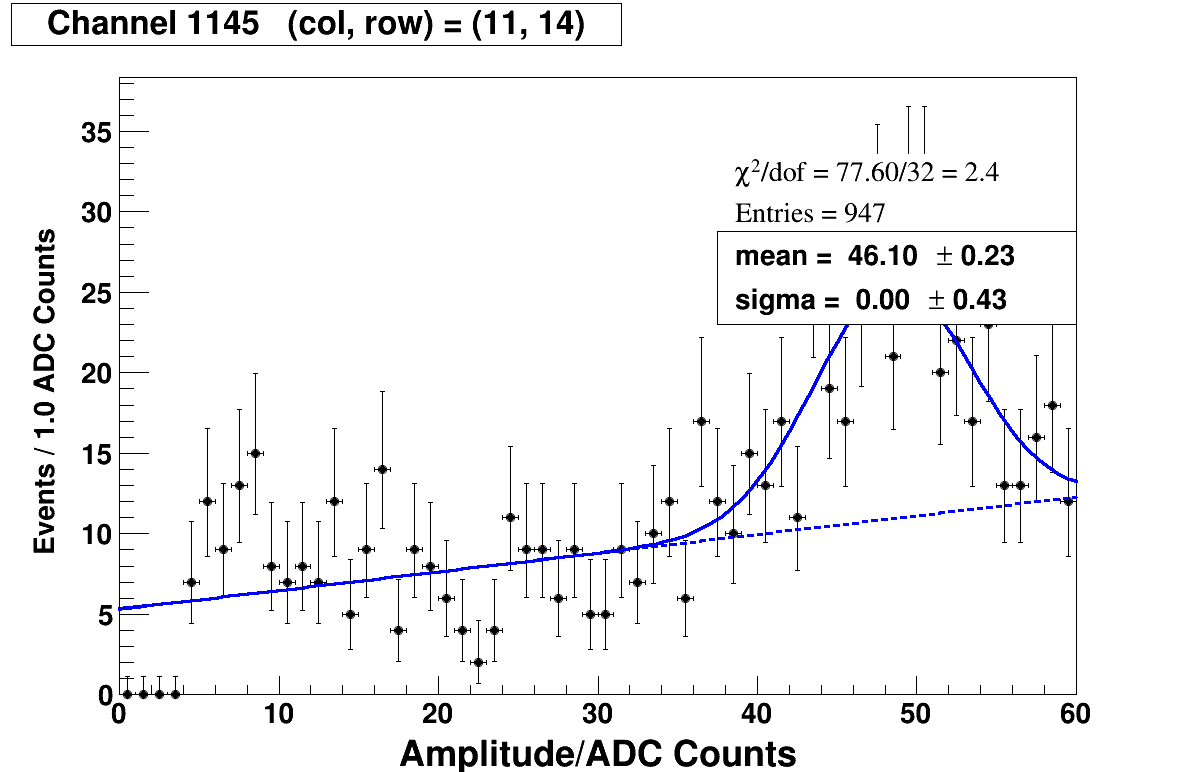 Channel 1145 (col, row) = (11, 14)
χ²/dof = 77.60/32 = 2.4
Entries = 947
mean = 46.10 ± 0.23
sigma = 0.00 ± 0.43
Events / 1.0 ADC Counts
35
30
25
20
15
10
5
0
0 10 20 30 40 50 60
Amplitude/ADC Counts